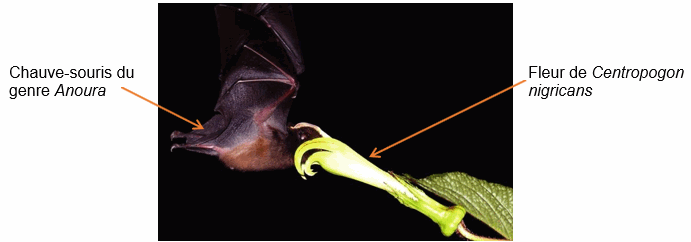 Chauve-souris du
genre Anoura
Fleur de Centropogon
nigricans